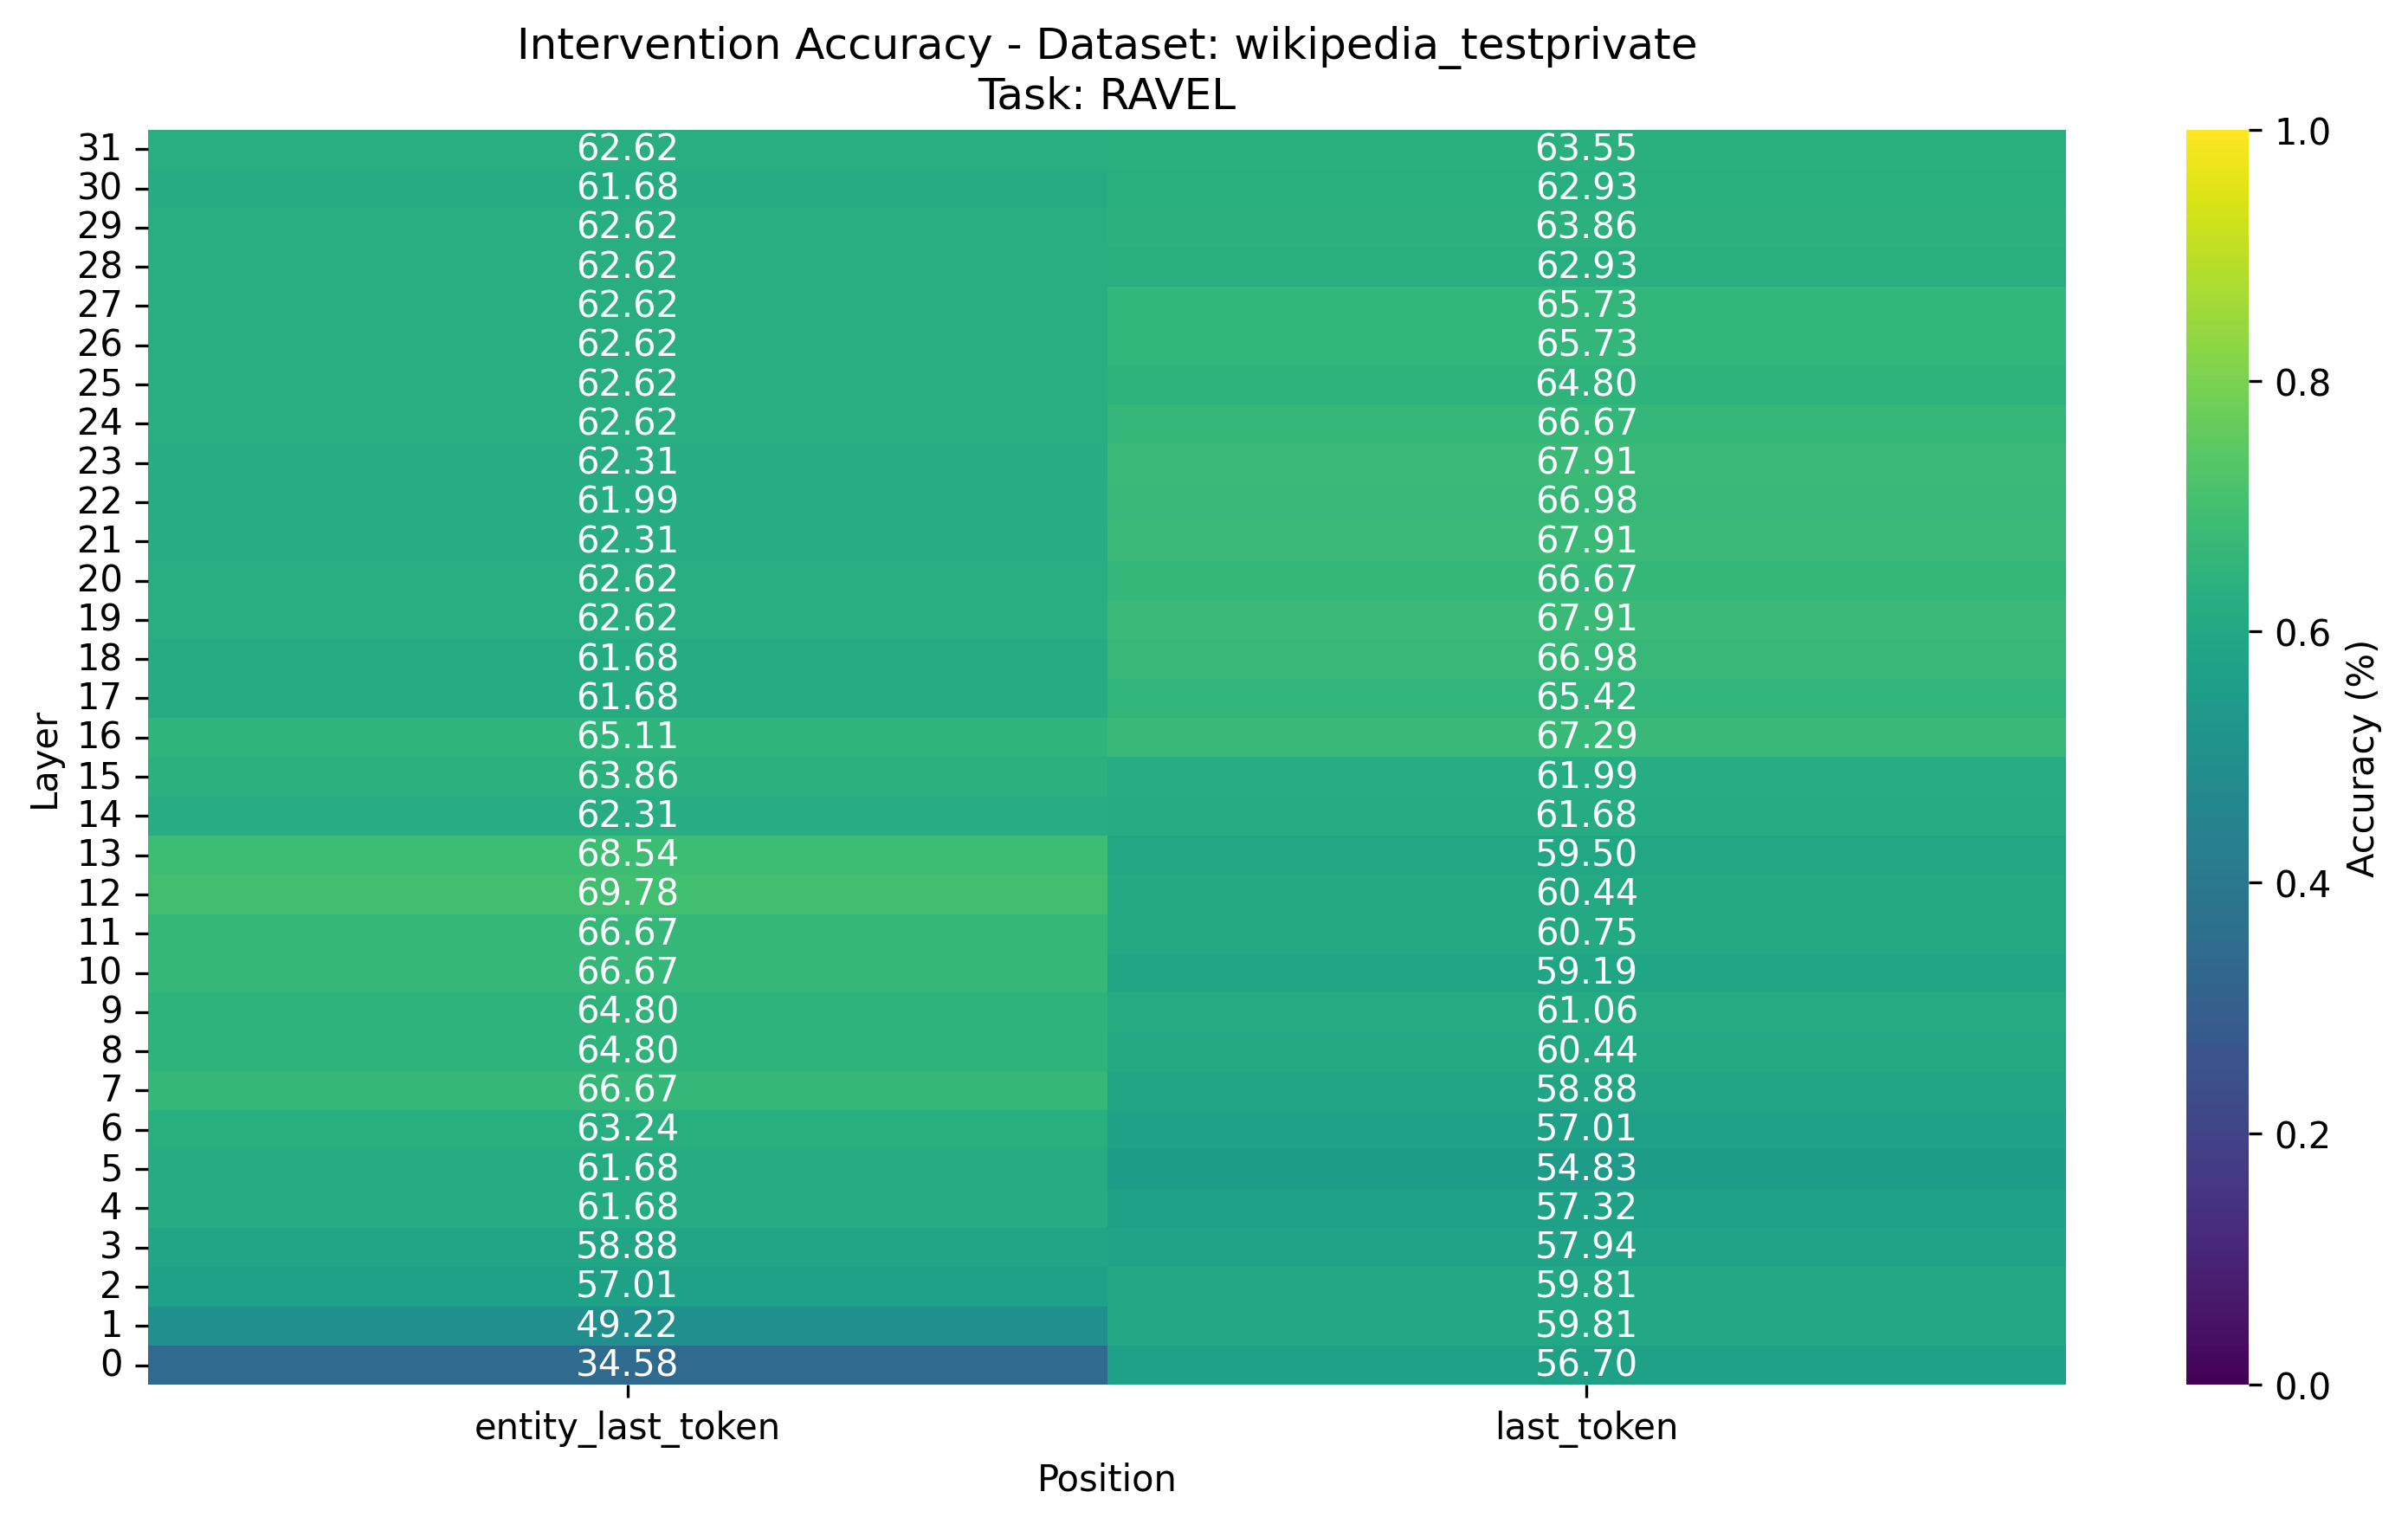 Intervention Accuracy - Dataset: wikipedia_testprivate
Task: RAVEL
31 62.62 63.55 1.0
30 61.68 62.93
29 62.62 63.86
28 62.62 62.93
27 62.62 65.73
26 62.62 65.73
25 62.62 64.80 0.8
24 62.62 66.67
23 62.31 67.91
22 61.99 66.98
21 62.31 67.91
20 62.62 66.67
19 62.62 67.91 0.6
18 61.68 66.98
17 61.68 65.42
16 65.11 67.29
15 63.86 61.99
14 62.31 61.68
13 68.54 59.50
12 69.78 60.44 0.4
11 66.67 60.75
10 66.67 59.19
9 64.80 61.06
8 64.80 60.44
7 66.67 58.88
6 63.24 57.01 0.2
5 61.68 54.83
4 61.68 57.32
3 58.88 57.94
2 57.01 59.81
1 49.22 59.81
0 34.58 56.70 0.0
Layer
Accuracy (%)
entity_last_token last_token
Position